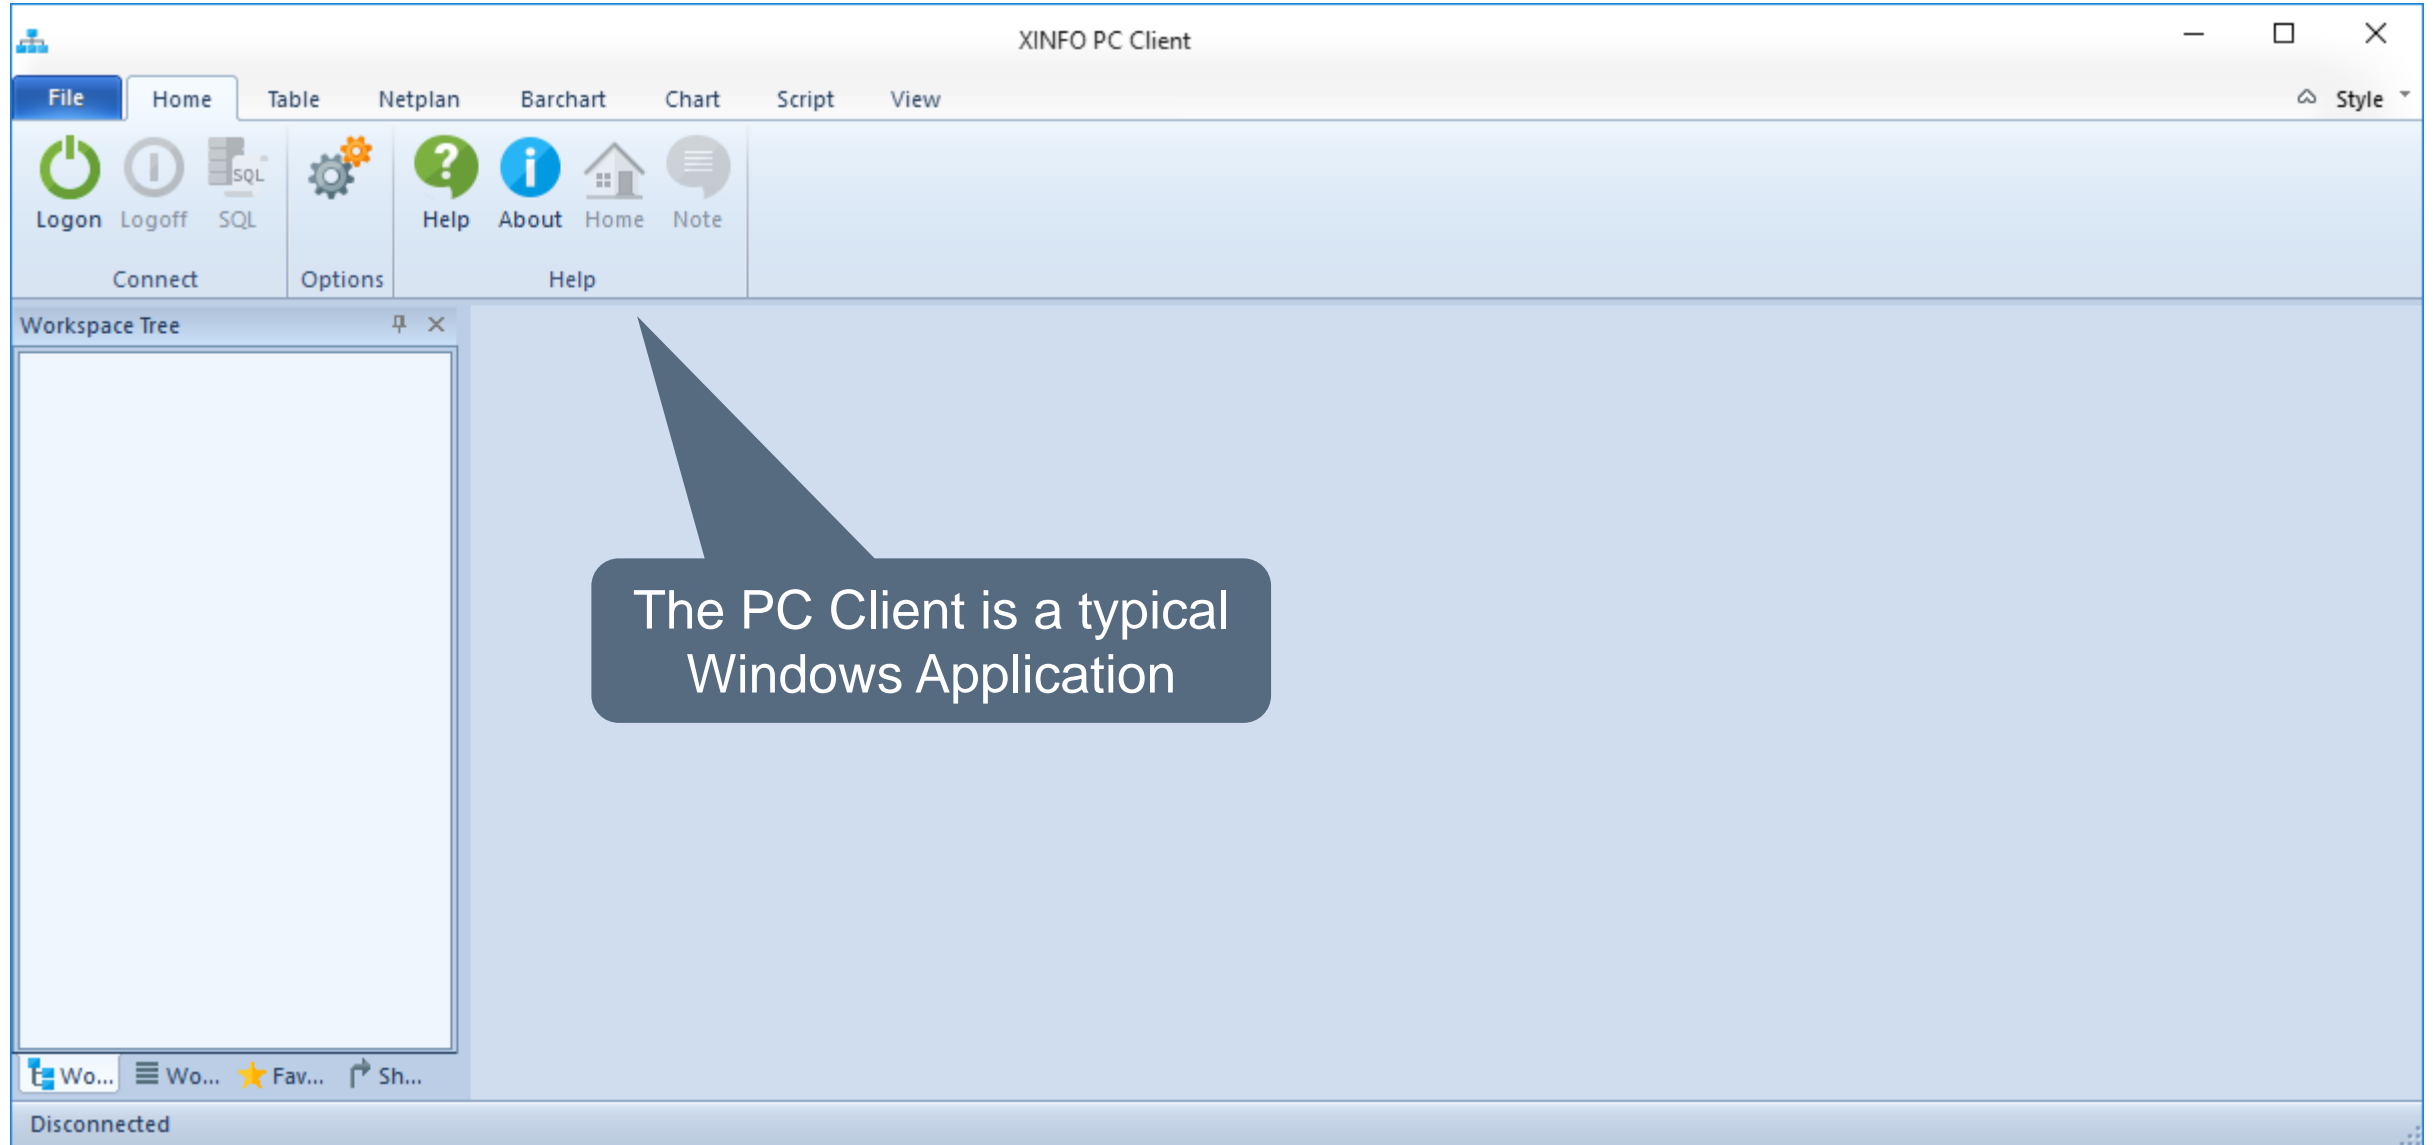 XINFO PC Client
File Home Table Netplan Barchart Chart Script View Style
SQL
Logon Logoff SQL Help About Home Note
Connect Options Help
Workspace Tree
The PC Client is a typical
Windows Application
Wo... Wo... Fav... Sh...
Disconnected